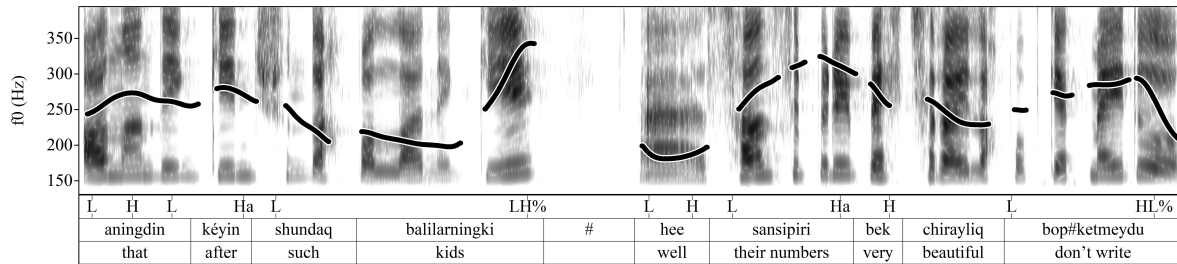 350
300
f0 (Hz)
250
200
150
L H L Ha L LH% L H L Ha H L HL%
aningdin kéyin shundaq balilarningki # hee sansipiri bek chirayliq bop#ketmeydu
that after such kids well their numbers very beautiful don't write